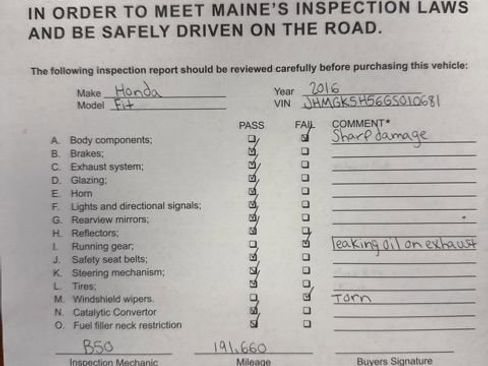 IN ORDER TO MEET MAINE'S INSPECTION LAWS
AND BE SAFELY DRIVEN ON THE ROAD.
The following inspection report should be reviewed carefully before purchasing this vehicle:
Make Honda Year 2016
Model Fit VIN JHMGK5H56GS010681
PASS FAIL COMMENT*
A. Body components; Sharp damage
B. Brakes;
C. Exhaust system;
D. Glazing;
E. Horn
F. Lights and directional signals;
G. Rearview mirrors;
H. Reflectors;
I. Running gear; leaking oil on exhaust
J. Safety seat belts;
K. Steering mechanism;
L. Tires;
M. Windshield wipers. Torn
N. Catalytic Convertor
O. Fuel filler neck restriction
B50 191,660
Inspection Mechanic Mileage Buyers Signature